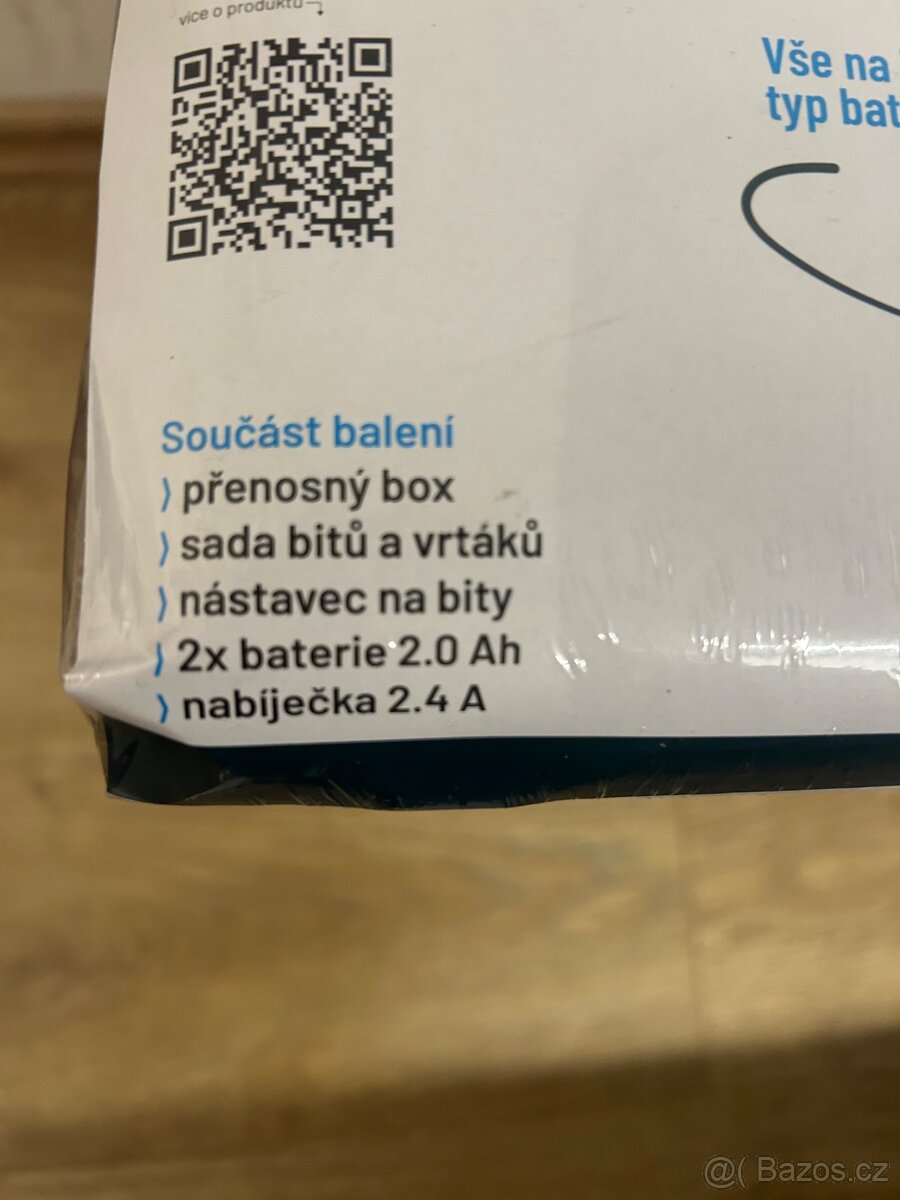 více o produktu
Vše na
typ bat
Součást balení
⟩ přenosný box
⟩ sada bitů a vrtáků
⟩ nástavec na bity
⟩ 2x baterie 2.0 Ah
⟩ nabíječka 2.4 A
@( Bazos.cz